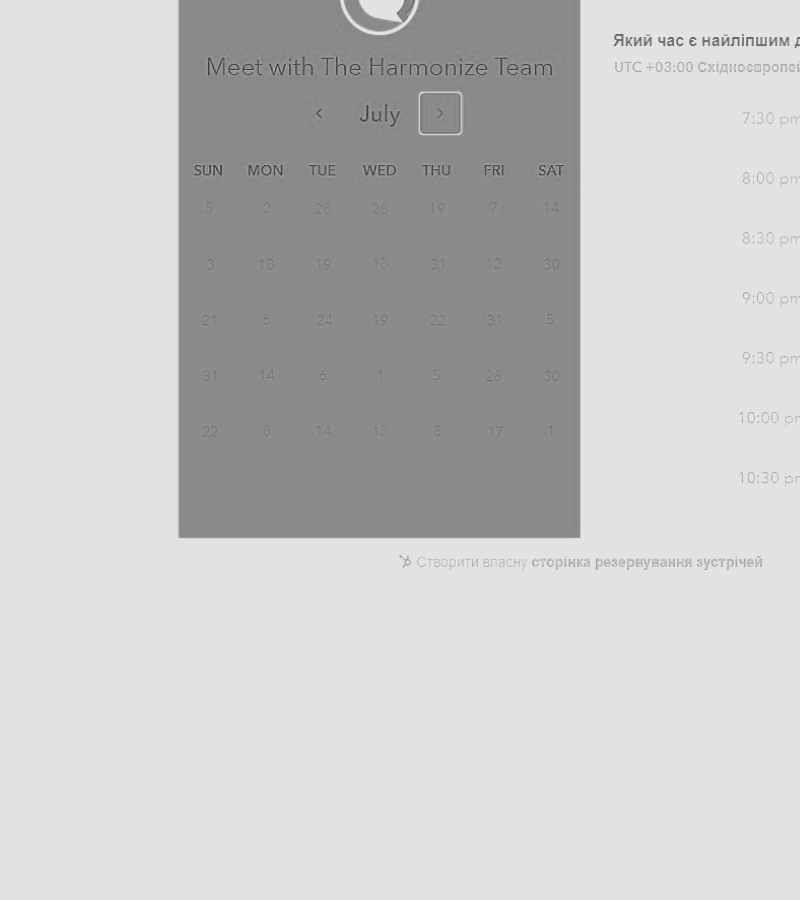 Meet with The Harmonize Team
July
SUN MON TUE WED THU FRI SAT
5 2 28 28 19 7 14
3 18 19 13 31 12 30
21 6 24 19 22 31 5
31 14 6 1 5 28 30
22 8 14 13 8 17 1
Який час є найліпшим д
UTC +03:00 Східноєвропей
7:30 pm
8:00 pm
8:30 pm
9:00 pm
9:30 pm
10:00 pm
10:30 pm
Створити власну сторінка резервування зустрічей